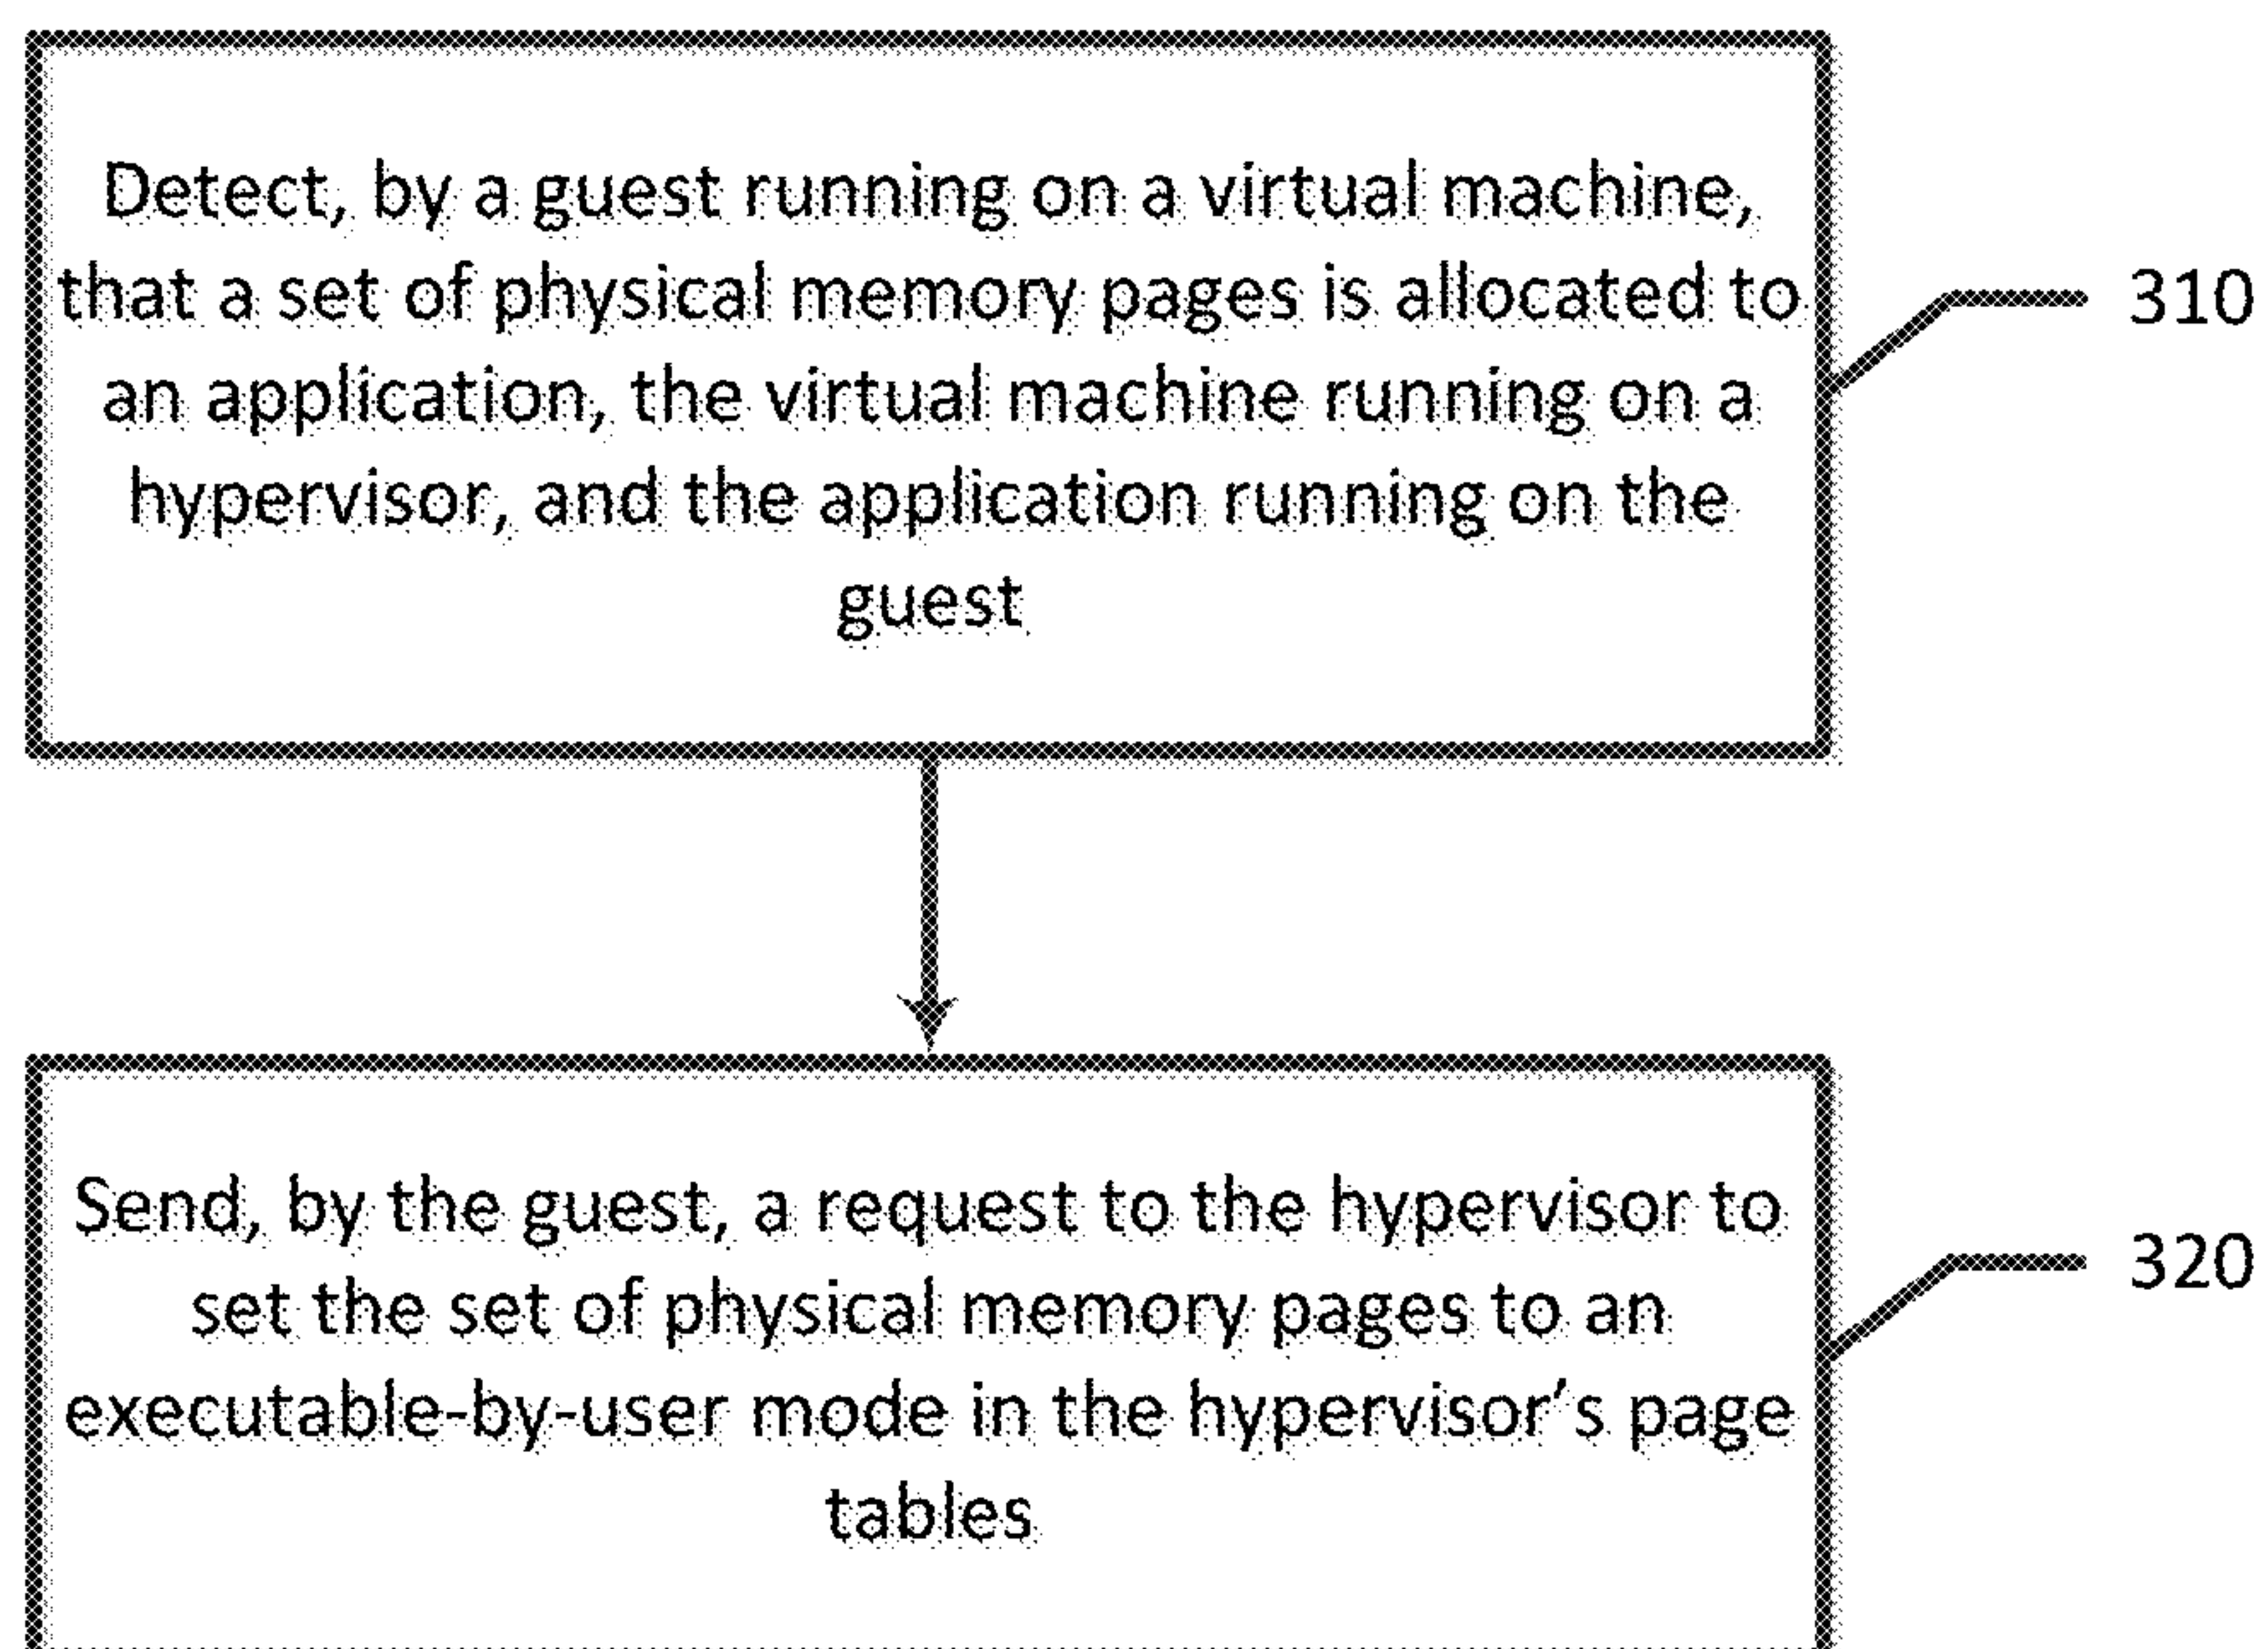 Detect, by a guest running on a virtual machine,
that a set of physical memory pages is allocated to
an application, the virtual machine running on a
hypervisor, and the application running on the
guest
310
Send, by the guest, a request to the hypervisor to
set the set of physical memory pages to an
executable-by-user mode in the hypervisor's page
tables
320